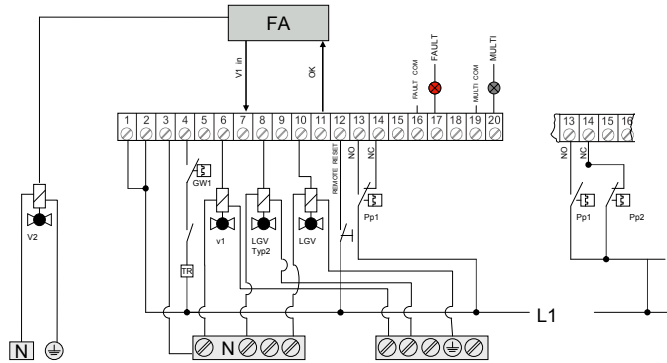 FA
V1 in
OK
FAULT COM
FAULT
MULTI COM
MULTI
1 2 3 4 5 6 7 8 9 10 11 12 13 14 15 16 17 18 19 20
13 14 15 16
GW1
REMOTE RESET
NO
NC
NO
NC
V2
v1
LGV
Typ2
LGV
Pp1
Pp1
Pp2
TR
L1
N
N